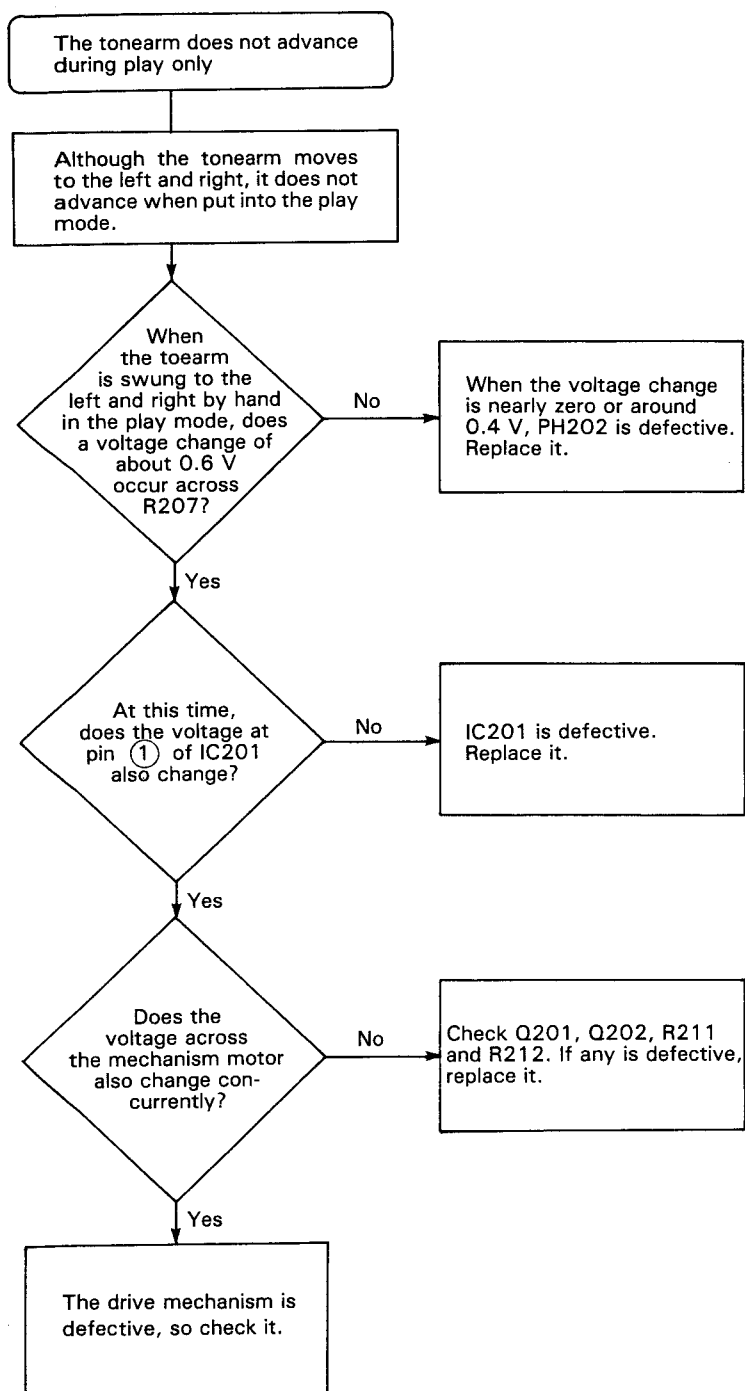 The tonearm does not advance
during play only
Although the tonearm moves
to the left and right, it does not
advance when put into the play
mode.
When
the toearm
is swung to the
left and right by hand
in the play mode, does
a voltage change of
about 0.6 V
occur across
R207?
No
When the voltage change
is nearly zero or around
0.4 V, PH202 is defective.
Replace it.
Yes
At this time,
does the voltage at
pin ① of IC201
also change?
No
IC201 is defective.
Replace it.
Yes
Does the
voltage across
the mechanism motor
also change con-
currently?
No
Check Q201, Q202, R211
and R212. If any is defective,
replace it.
Yes
The drive mechanism is
defective, so check it.